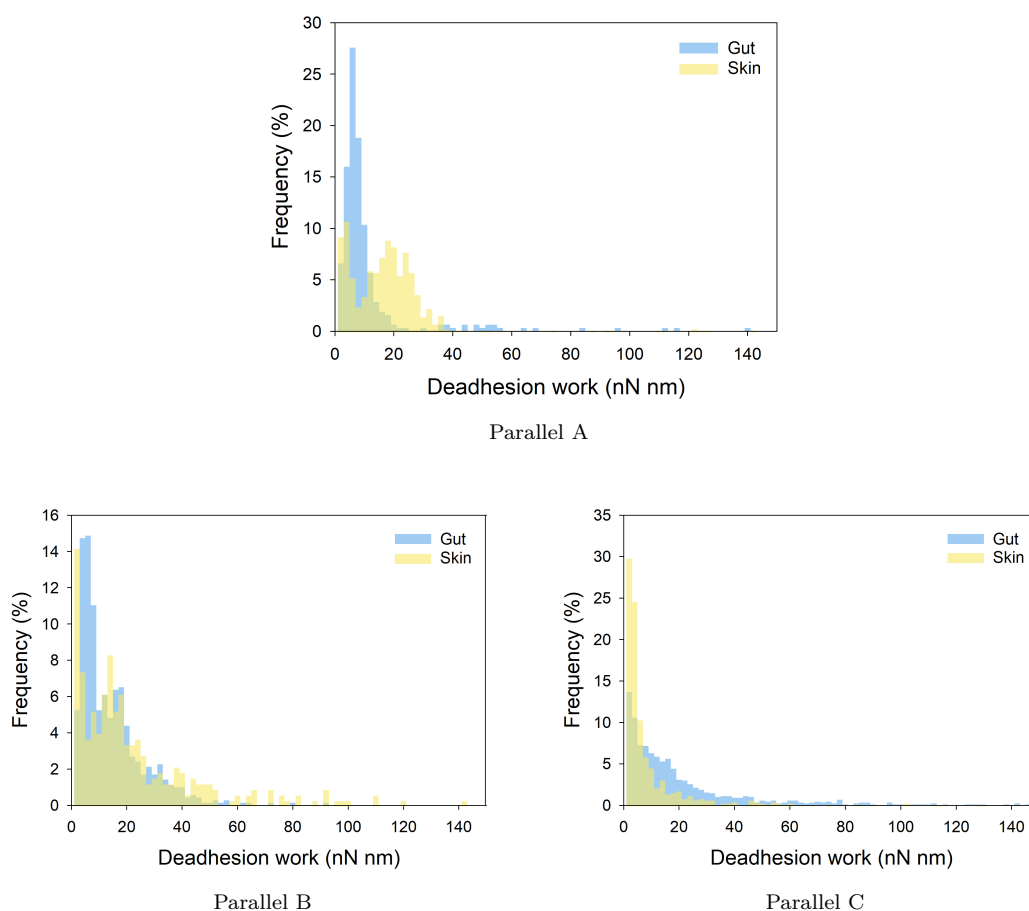 30
25
20
15
10
5
0
Frequency (%)
Gut
Skin
0 20 40 60 80 100 120 140
Deadhesion work (nN nm)
Parallel A
16
14
12
10
8
6
4
2
0
Frequency (%)
Gut
Skin
0 20 40 60 80 100 120 140
Deadhesion work (nN nm)
Parallel B
35
30
25
20
15
10
5
0
Frequency (%)
Gut
Skin
0 20 40 60 80 100 120 140
Deadhesion work (nN nm)
Parallel C